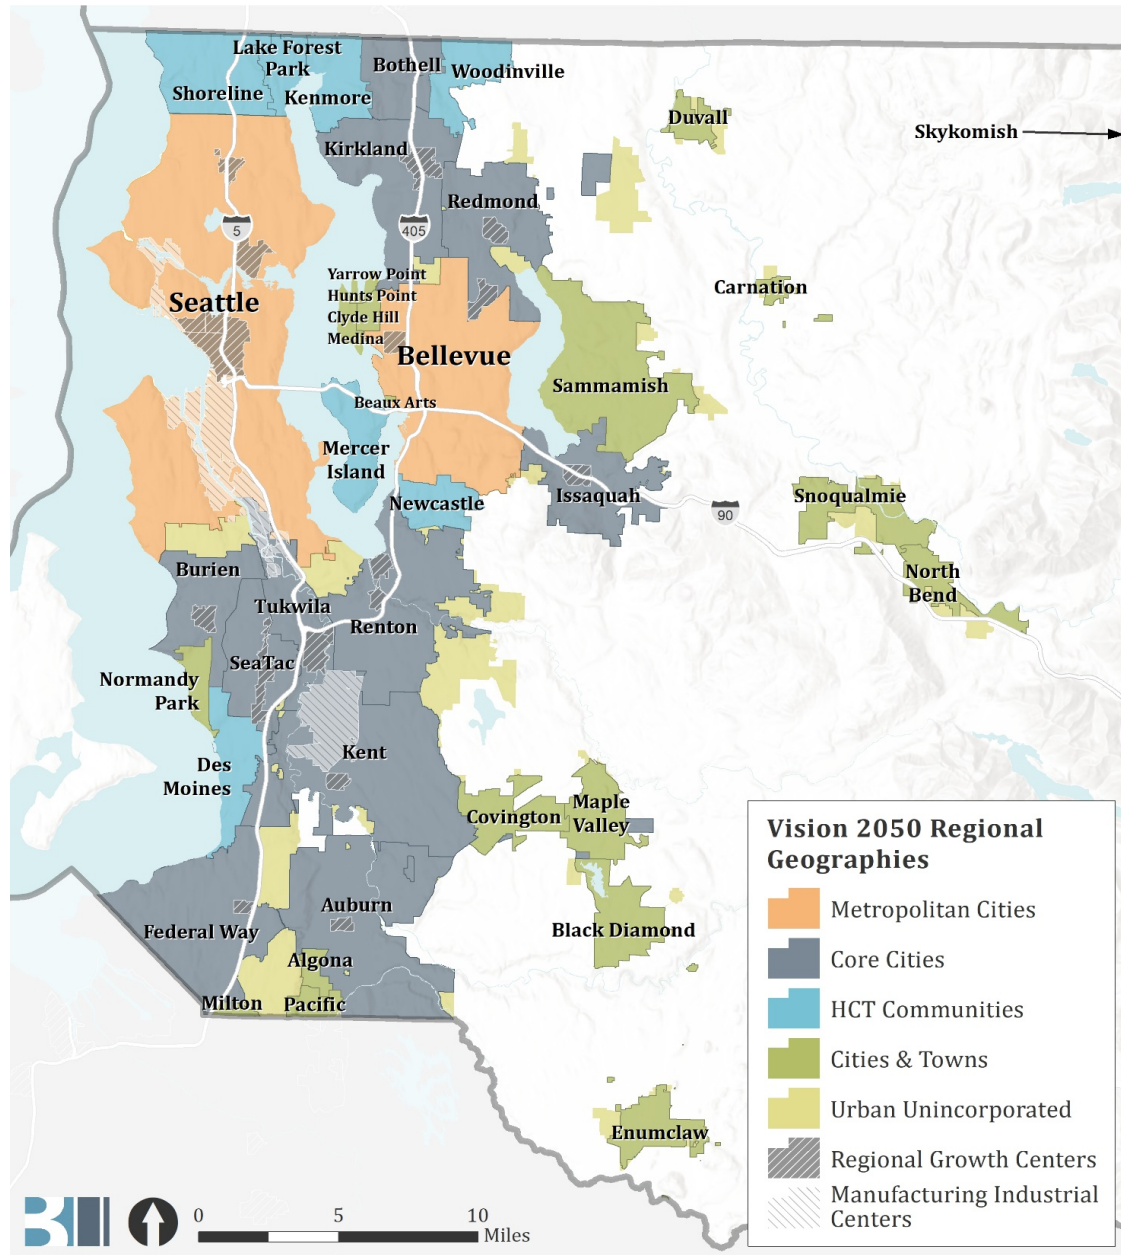 Lake Forest
Park
Bothell
Woodinville
Shoreline
Kenmore
Duvall
Skykomish
Kirkland
Redmond
5
405
Yarrow Point
Hunts Point
Clyde Hill
Medina
Carnation
Seattle
Bellevue
Sammamish
Beaux Arts
Mercer
Island
Newcastle
Issaquah
90
Snoqualmie
North
Bend
Burien
Tukwila
Renton
SeaTac
Normandy
Park
Kent
Des
Moines
Covington
Maple
Valley
Auburn
Federal Way
Black Diamond
Algona
Milton
Pacific
Enumclaw
Vision 2050 Regional
Geographies
Metropolitan Cities
Core Cities
HCT Communities
Cities & Towns
Urban Unincorporated
Regional Growth Centers
Manufacturing Industrial
Centers
0 5 10
Miles